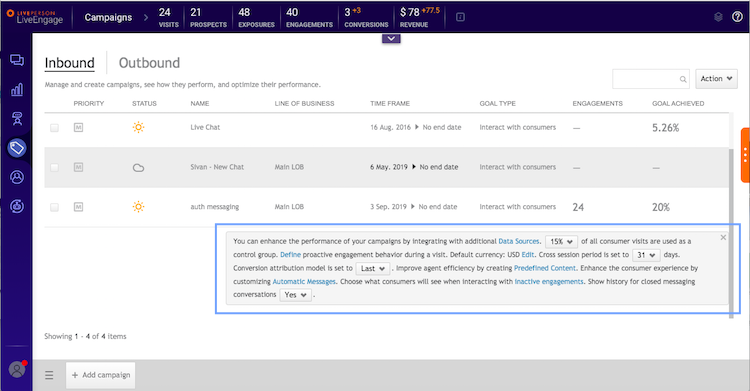 LIVEPERSON
LiveEngage
Campaigns
24 VISITS
21 PROSPECTS
48 EXPOSURES
40 ENGAGEMENTS
3 +3 CONVERSIONS
$ 78 +77.5 REVENUE
Inbound Outbound
Manage and create campaigns, see how they perform, and optimize their performance.
Action
PRIORITY STATUS NAME LINE OF BUSINESS TIME FRAME GOAL TYPE ENGAGEMENTS GOAL ACHIEVED
M Live Chat 16 Aug. 2016 No end date Interact with consumers — 5.26%
M Sivan - New Chat Main LOB 6 May. 2019 No end date Interact with consumers — —
M auth messaging Main LOB 3 Sep. 2019 No end date Interact with consumers 24 20%
You can enhance the performance of your campaigns by integrating with additional Data Sources. 15% of all consumer visits are used as a
control group. Define proactive engagement behavior during a visit. Default currency: USD Edit. Cross session period is set to 31 days.
Conversion attribution model is set to Last . Improve agent efficiency by creating Predefined Content. Enhance the consumer experience by
customizing Automatic Messages. Choose what consumers will see when interacting with Inactive engagements. Show history for closed messaging
conversations Yes .
Showing 1 - 4 of 4 items
+ Add campaign